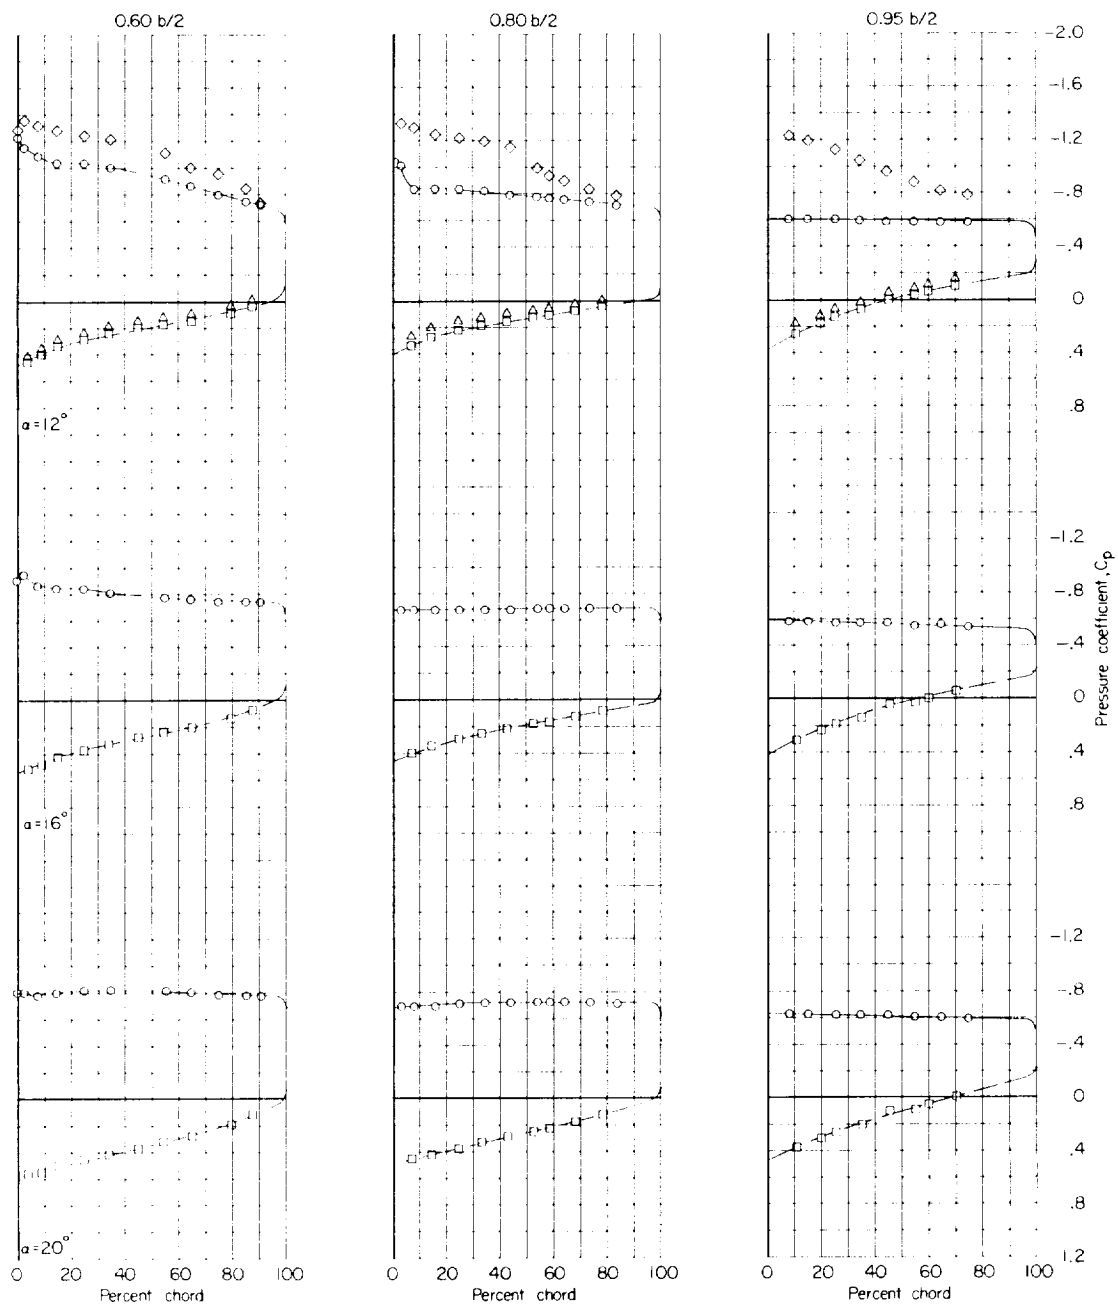 0.60 b/2
0.80 b/2
0.95 b/2
-2.0
-1.6
-1.2
-.8
-.4
0
.4
.8
α=12°
-1.2
-.8
-.4
0
.4
.8
α=16°
-1.2
-.8
-.4
0
.4
.8
1.2
α=20°
Pressure coefficient, Cp
0 20 40 60 80 100
0 20 40 60 80 100
0 20 40 60 80 100
Percent chord
Percent chord
Percent chord